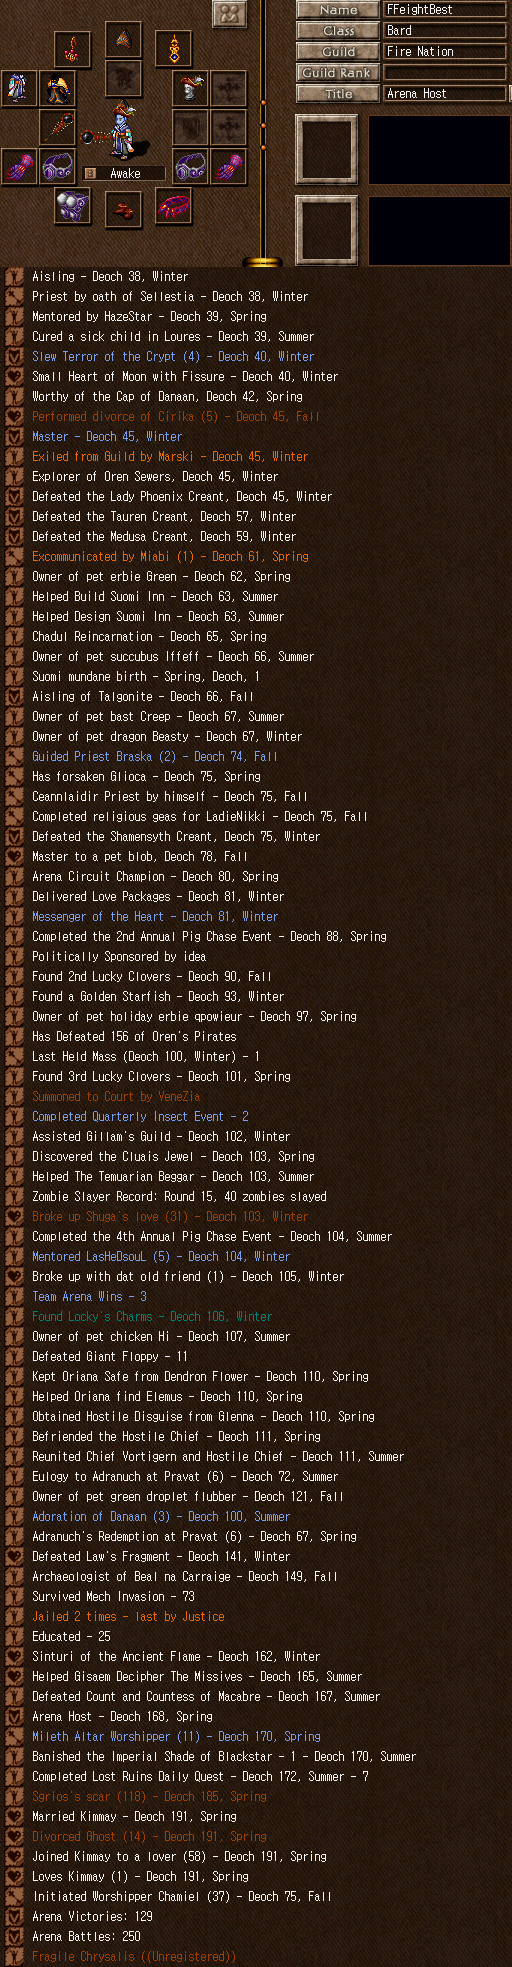 Name FFeightBest
Class Bard
Guild Fire Nation
Guild Rank
Title Arena Host
Awake
Aisling - Deoch 38, Winter
Priest by oath of Sellestia - Deoch 38, Winter
Mentored by HazeStar - Deoch 39, Spring
Cured a sick child in Loures - Deoch 39, Summer
Slew Terror of the Crypt (4) - Deoch 40, Winter
Small Heart of Moon with Fissure - Deoch 40, Winter
Worthy of the Cap of Danaan, Deoch 42, Spring
Performed divorce of Cirika (5) - Deoch 45, Fall
Master - Deoch 45, Winter
Exiled from Guild by Marski - Deoch 45, Winter
Explorer of Oren Sewers, Deoch 45, Winter
Defeated the Lady Phoenix Creant, Deoch 45, Winter
Defeated the Tauren Creant, Deoch 57, Winter
Defeated the Medusa Creant, Deoch 59, Winter
Excommunicated by Miabi (1) - Deoch 61, Spring
Owner of pet erbie Green - Deoch 62, Spring
Helped Build Suomi Inn - Deoch 63, Summer
Helped Design Suomi Inn - Deoch 63, Summer
Chadul Reincarnation - Deoch 65, Spring
Owner of pet succubus Iffeff - Deoch 66, Summer
Suomi mundane birth - Spring, Deoch, 1
Aisling of Talgonite - Deoch 66, Fall
Owner of pet bast Creep - Deoch 67, Summer
Owner of pet dragon Beasty - Deoch 67, Winter
Guided Priest Braska (2) - Deoch 74, Fall
Has forsaken Glioca - Deoch 75, Spring
Ceannlaidir Priest by himself - Deoch 75, Fall
Completed religious geas for LadieNikki - Deoch 75, Fall
Defeated the Shamensyth Creant, Deoch 75, Winter
Master to a pet blob, Deoch 78, Fall
Arena Circuit Champion - Deoch 80, Spring
Delivered Love Packages - Deoch 81, Winter
Messenger of the Heart - Deoch 81, Winter
Completed the 2nd Annual Pig Chase Event - Deoch 88, Spring
Politically Sponsored by idea
Found 2nd Lucky Clovers - Deoch 90, Fall
Found a Golden Starfish - Deoch 93, Winter
Owner of pet holiday erbie qpowieur - Deoch 97, Spring
Has Defeated 156 of Oren's Pirates
Last Held Mass (Deoch 100, Winter) - 1
Found 3rd Lucky Clovers - Deoch 101, Spring
Summoned to Court by VeneZia
Completed Quarterly Insect Event - 2
Assisted Gillam's Guild - Deoch 102, Winter
Discovered the Cluais Jewel - Deoch 103, Spring
Helped The Temuarian Beggar - Deoch 103, Summer
Zombie Slayer Record: Round 15, 40 zombies slayed
Broke up Shuga's love (31) - Deoch 103, Winter
Completed the 4th Annual Pig Chase Event - Deoch 104, Summer
Mentored LasHeDsouL (5) - Deoch 104, Winter
Broke up with dat old friend (1) - Deoch 105, Winter
Team Arena Wins - 3
Found Locky's Charms - Deoch 106, Winter
Owner of pet chicken Hi - Deoch 107, Summer
Defeated Giant Floppy - 11
Kept Oriana Safe from Dendron Flower - Deoch 110, Spring
Helped Oriana find Elemus - Deoch 110, Spring
Obtained Hostile Disguise from Glenna - Deoch 110, Spring
Befriended the Hostile Chief - Deoch 111, Spring
Reunited Chief Vortigern and Hostile Chief - Deoch 111, Summer
Eulogy to Adranuch at Pravat (6) - Deoch 72, Summer
Owner of pet green droplet flubber - Deoch 121, Fall
Adoration of Danaan (3) - Deoch 100, Summer
Adranuch's Redemption at Pravat (6) - Deoch 67, Spring
Defeated Law's Fragment - Deoch 141, Winter
Archaeologist of Beal na Carraige - Deoch 149, Fall
Survived Mech Invasion - 73
Jailed 2 times - last by Justice
Educated - 25
Sinturi of the Ancient Flame - Deoch 162, Winter
Helped Gisaem Decipher The Missives - Deoch 165, Summer
Defeated Count and Countess of Macabre - Deoch 167, Summer
Arena Host - Deoch 168, Spring
Mileth Altar Worshipper (11) - Deoch 170, Spring
Banished the Imperial Shade of Blackstar - 1 - Deoch 170, Summer
Completed Lost Ruins Daily Quest - Deoch 172, Summer - 7
Sgrios's scar (118) - Deoch 185, Spring
Married Kimmay - Deoch 191, Spring
Divorced Ghost (14) - Deoch 191, Spring
Joined Kimmay to a lover (58) - Deoch 191, Spring
Loves Kimmay (1) - Deoch 191, Spring
Initiated Worshipper Chamiel (37) - Deoch 75, Fall
Arena Victories: 129
Arena Battles: 250
Fragile Chrysalis ((Unregistered))